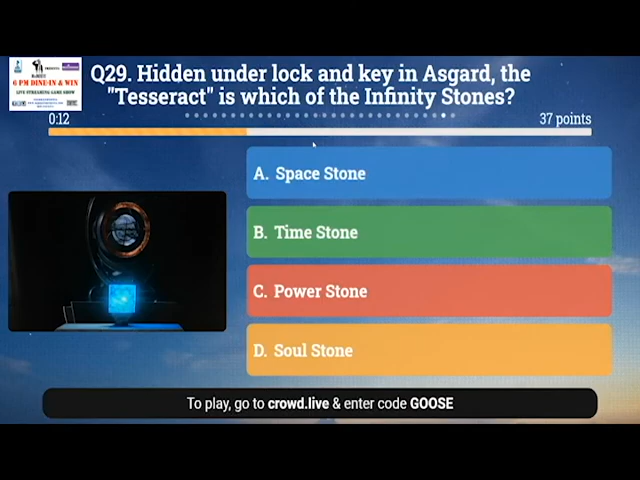 6 PM DINE-IN & WIN
LIVE STREAMING GAME SHOW
Q29. Hidden under lock and key in Asgard, the
"Tesseract" is which of the Infinity Stones?
0:12
37 points
A. Space Stone
B. Time Stone
C. Power Stone
D. Soul Stone
To play, go to crowd.live & enter code GOOSE